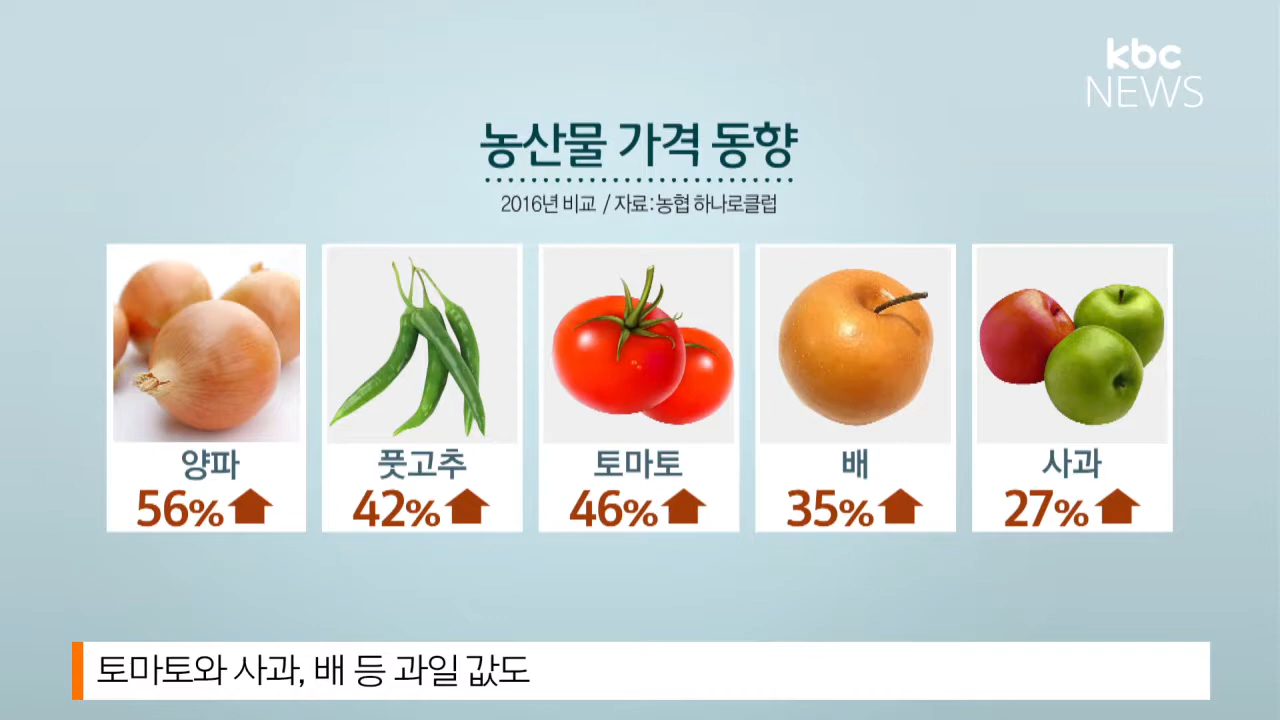 kbc
NEWS
농산물 가격 동향
2016년 비교 / 자료:농협 하나로클럽
양파
56%
풋고추
42%
토마토
46%
배
35%
사과
27%
토마토와 사과, 배 등 과일 값도